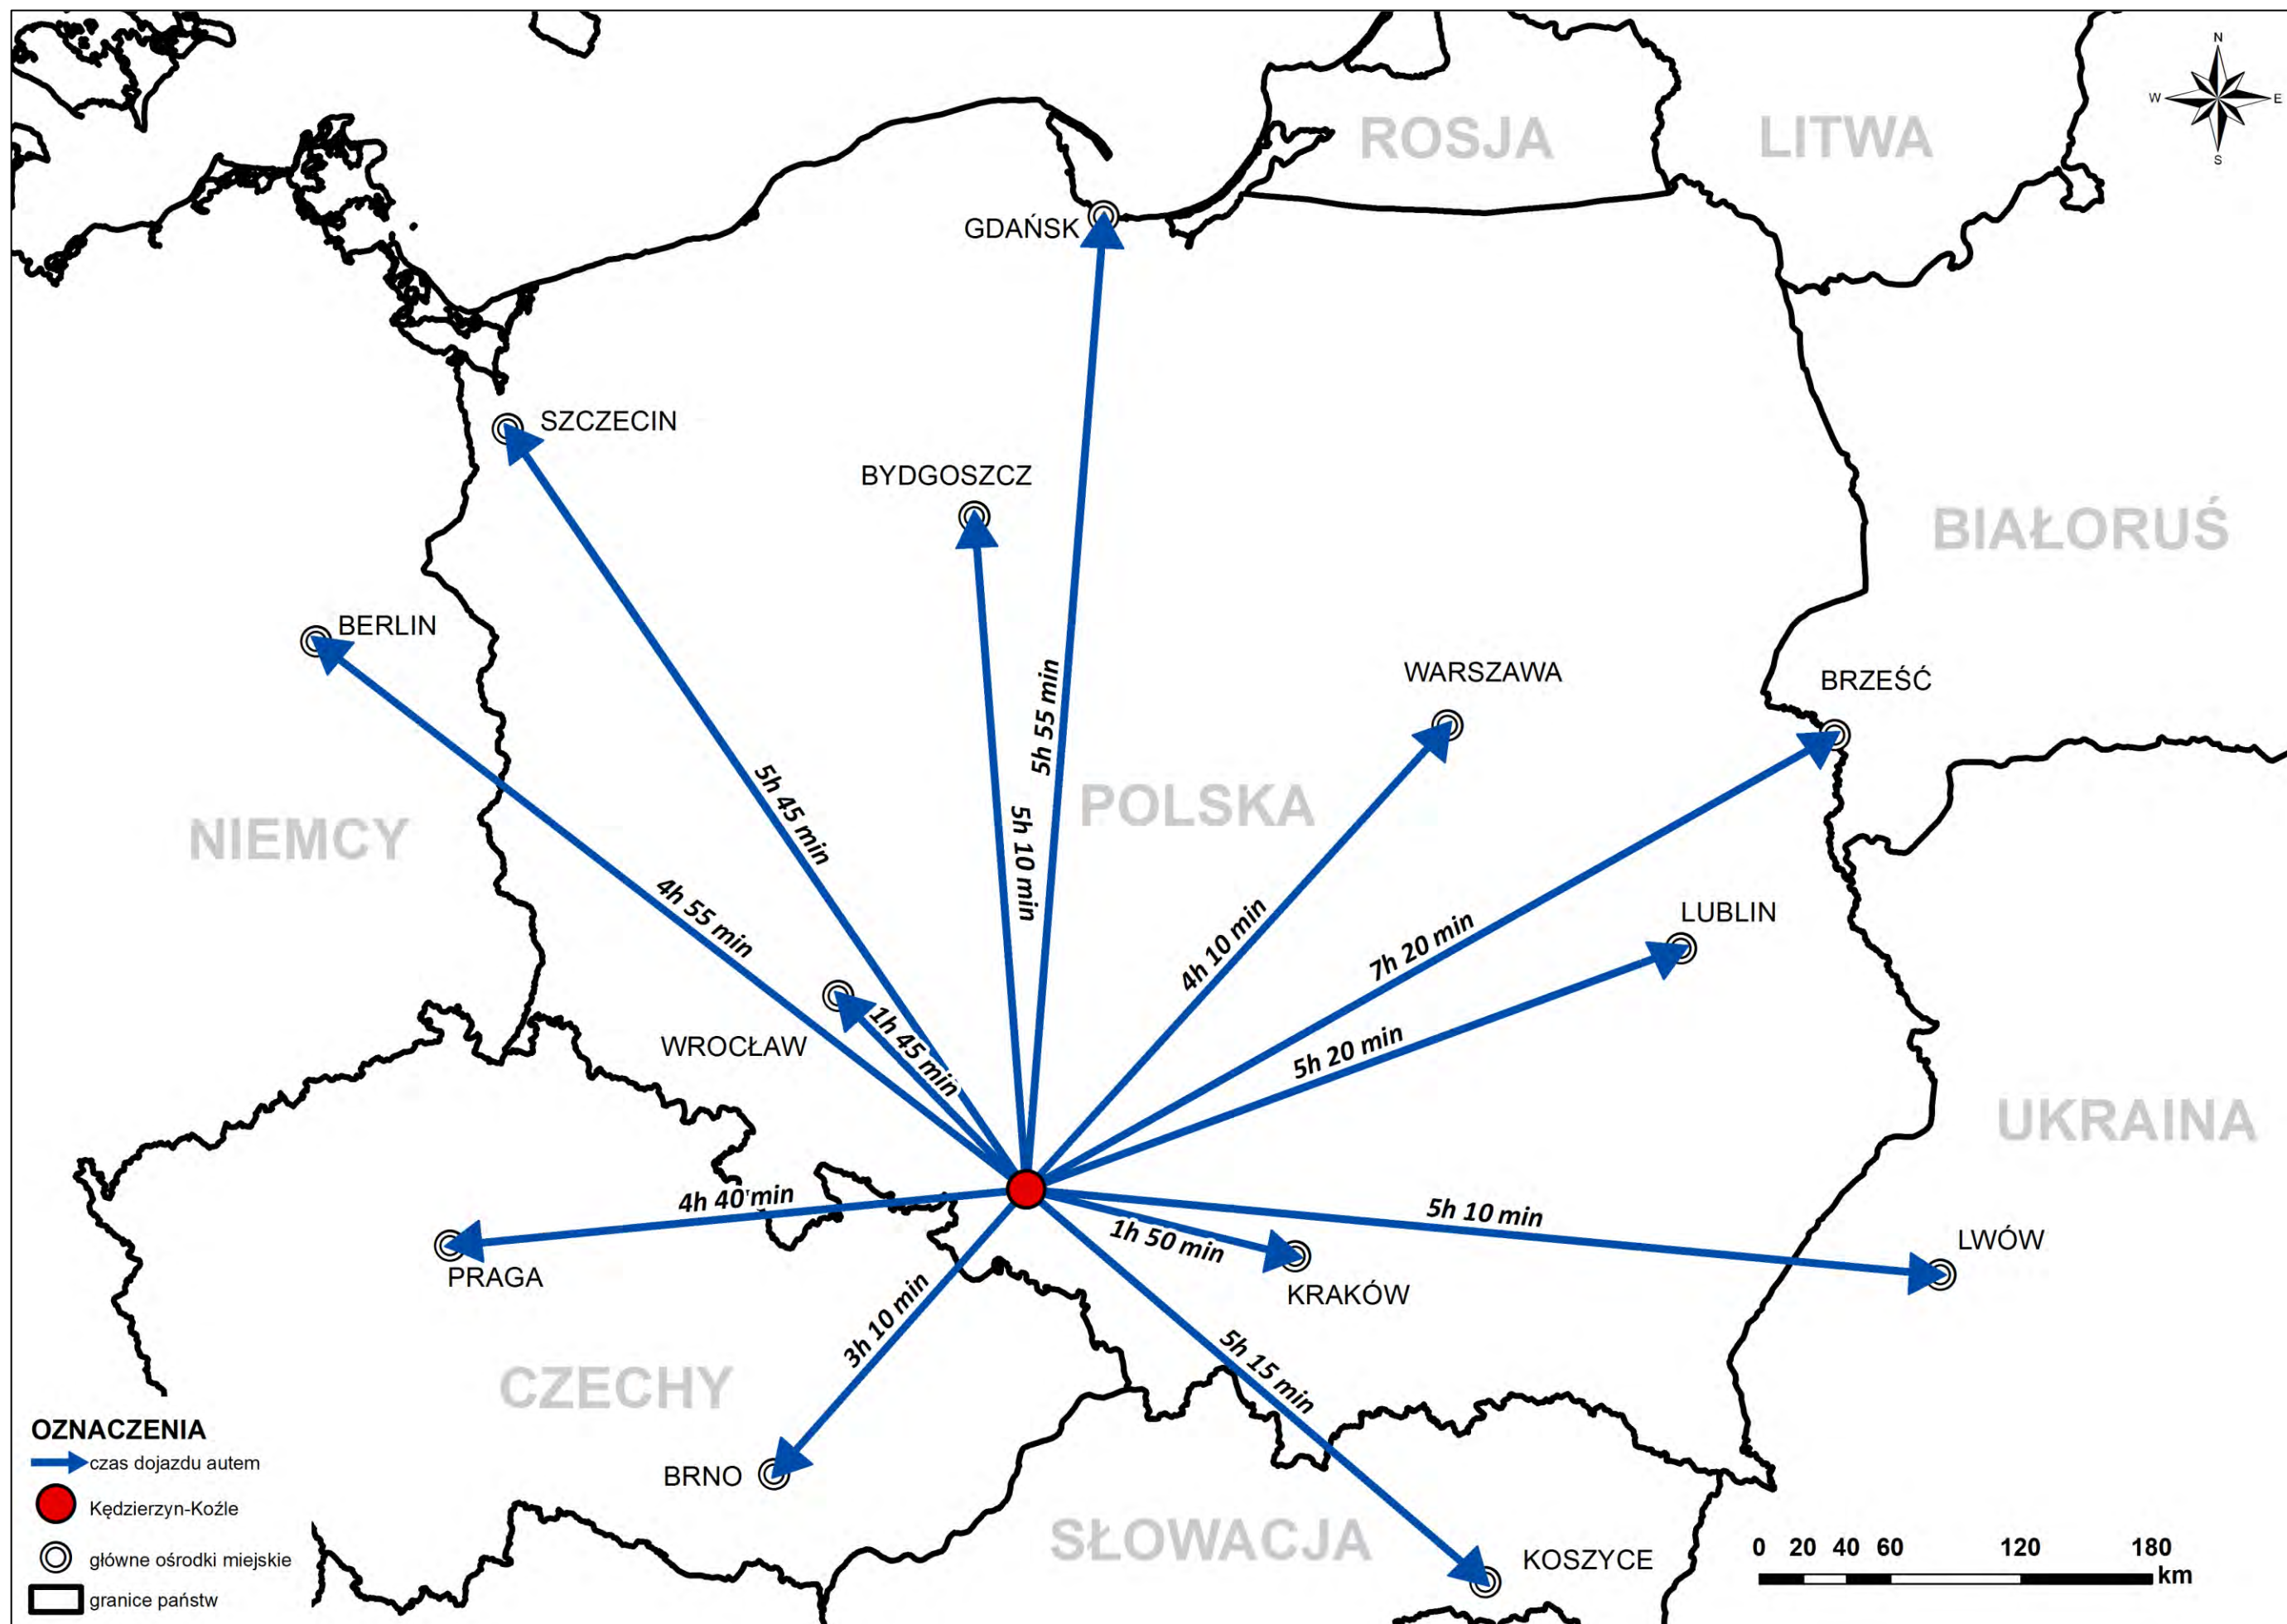 N
W
E
S
ROSJA
LITWA
GDAŃSK
SZCZECIN
BYDGOSZCZ
BIAŁORUŚ
BERLIN
WARSZAWA
BRZEŚĆ
5h 55 min
5h 45 min
POLSKA
5h 10 min
NIEMCY
4h 55 min
4h 10 min
7h 20 min
LUBLIN
WROCŁAW
1h 45 min
5h 20 min
UKRAINA
4h 40 min
5h 10 min
1h 50 min
LWÓW
PRAGA
KRAKÓW
3h 10 min
5h 15 min
CZECHY
BRNO
SŁOWACJA
KOSZYCE
OZNACZENIA
czas dojazdu autem
Kędzierzyn-Koźle
główne ośrodki miejskie
granice państw
0 20 40 60 120 180
km